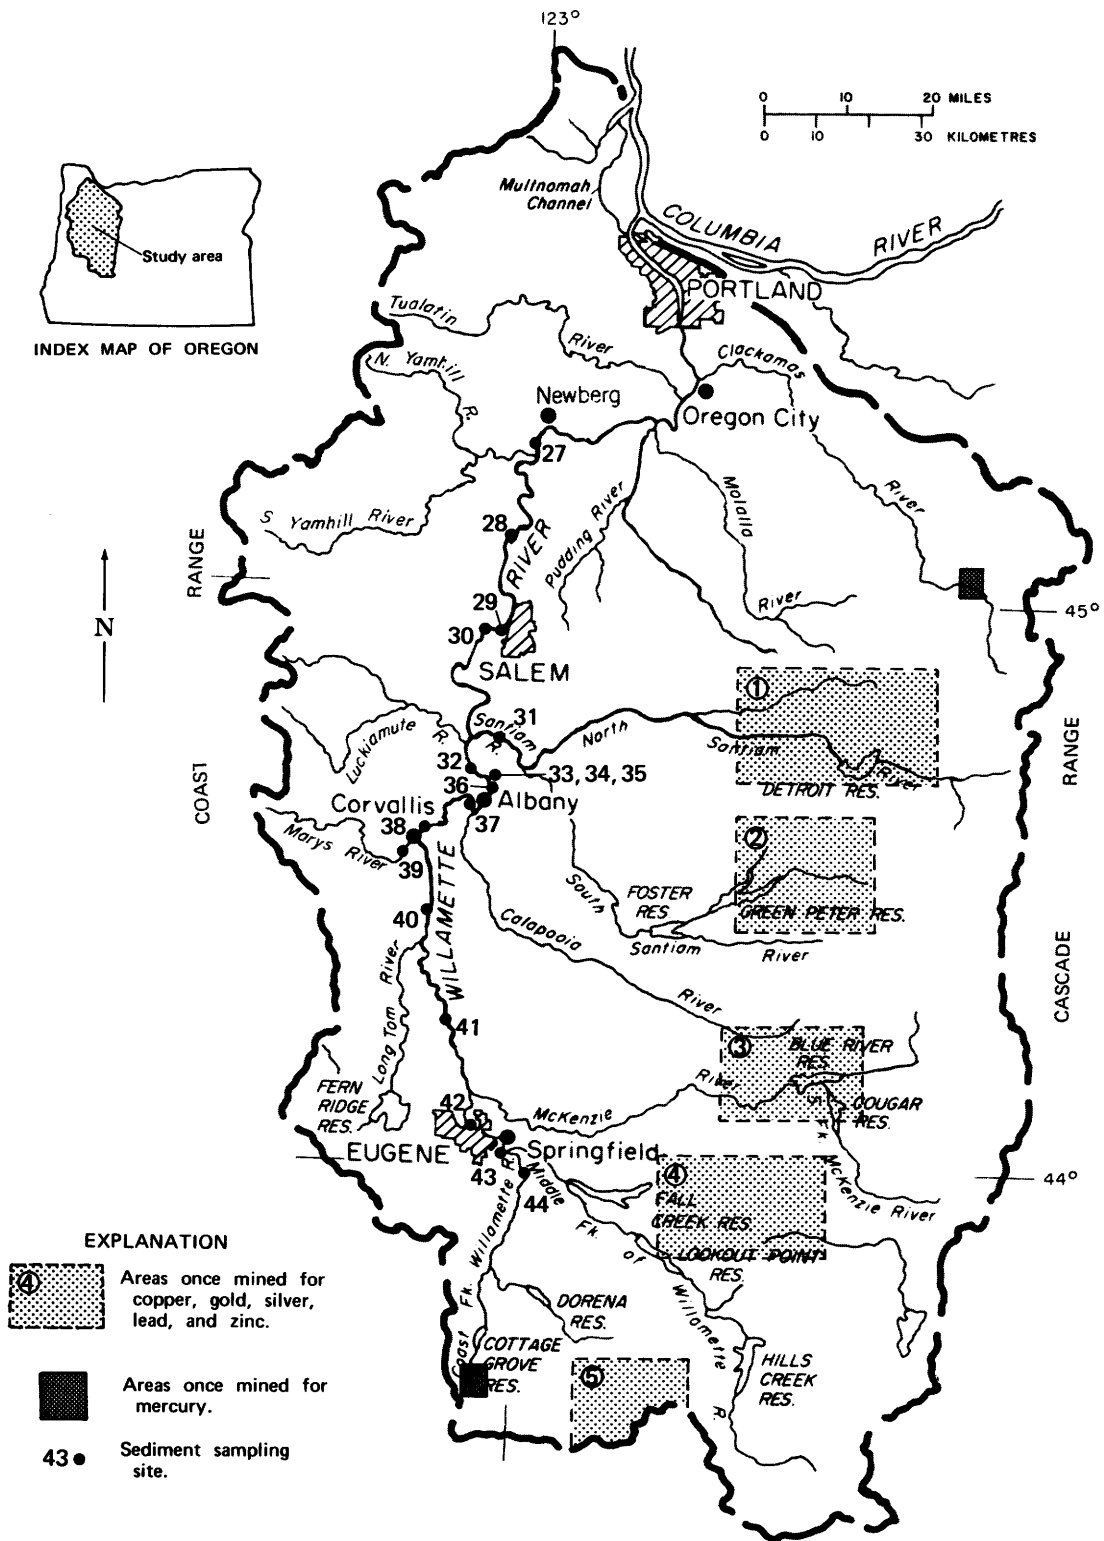 123°
0 10 20 MILES
0 10 30 KILOMETRES
Multnomah
Channel
COLUMBIA
RIVER
Study area
INDEX MAP OF OREGON
PORTLAND
Tualatin
River
N. Yamhill
R.
Clackamas
River
Newberg
Oregon City
27
S Yamhill River
28
RIVER
Pudding River
Molalla
River
RANGE
N
29
30
SALEM
45°
1
31
Santiam
R.
North
Santiam
River
DETROIT RES.
RANGE
Luckiamute
R.
32
33, 34, 35
36
Albany
COAST
Corvallis
37
38
Marys River
39
2
FOSTER
RES.
GREEN PETER RES.
South
Santiam
River
40
WILLAMETTE
Calapooia
River
CASCADE
Long Tom River
41
3
BLUE RIVER
RES.
River
McKenzie
COUGAR
RES.
S. Fk. McKenzie River
FERN
RIDGE
RES.
42
EUGENE
Springfield
43
44
44°
4
FALL
CREEK RES.
LOOKOUT POINT
RES.
Middle Fk. of Willamette R.
Coast Fk. Willamette R.
DORENA
RES.
COTTAGE
GROVE
RES.
5
HILLS
CREEK
RES.
EXPLANATION
4
Areas once mined for
copper, gold, silver,
lead, and zinc.
Areas once mined for
mercury.
43
Sediment sampling
site.